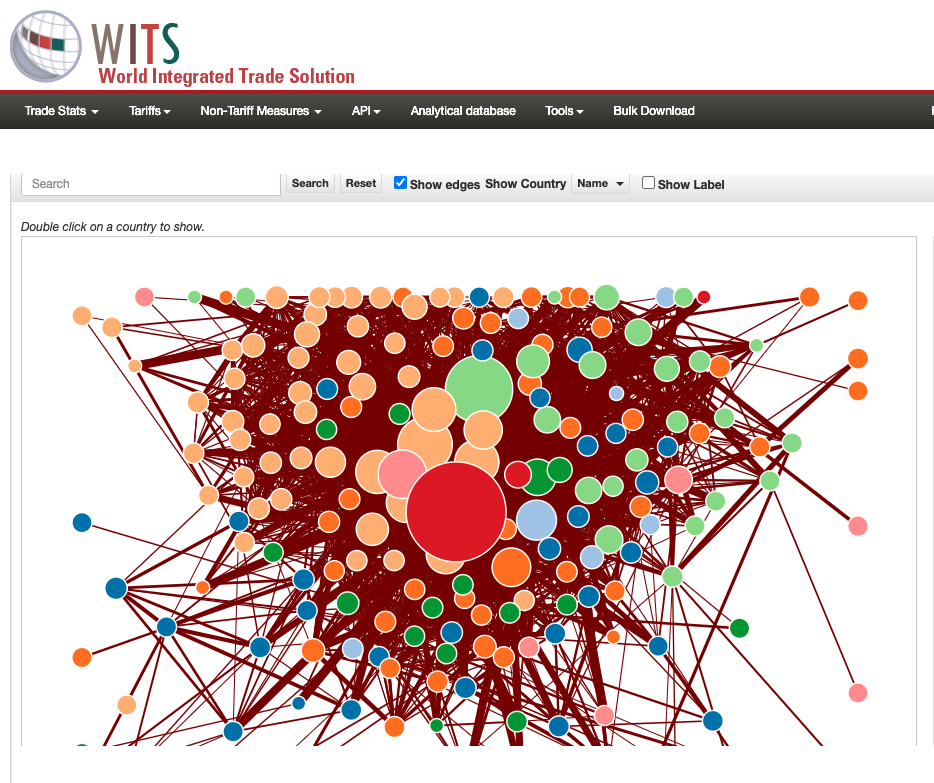 WITS
World Integrated Trade Solution
Trade Stats Tariffs Non-Tariff Measures API Analytical database Tools Bulk Download
Search Search Reset Show edges Show Country Name Show Label
Double click on a country to show.